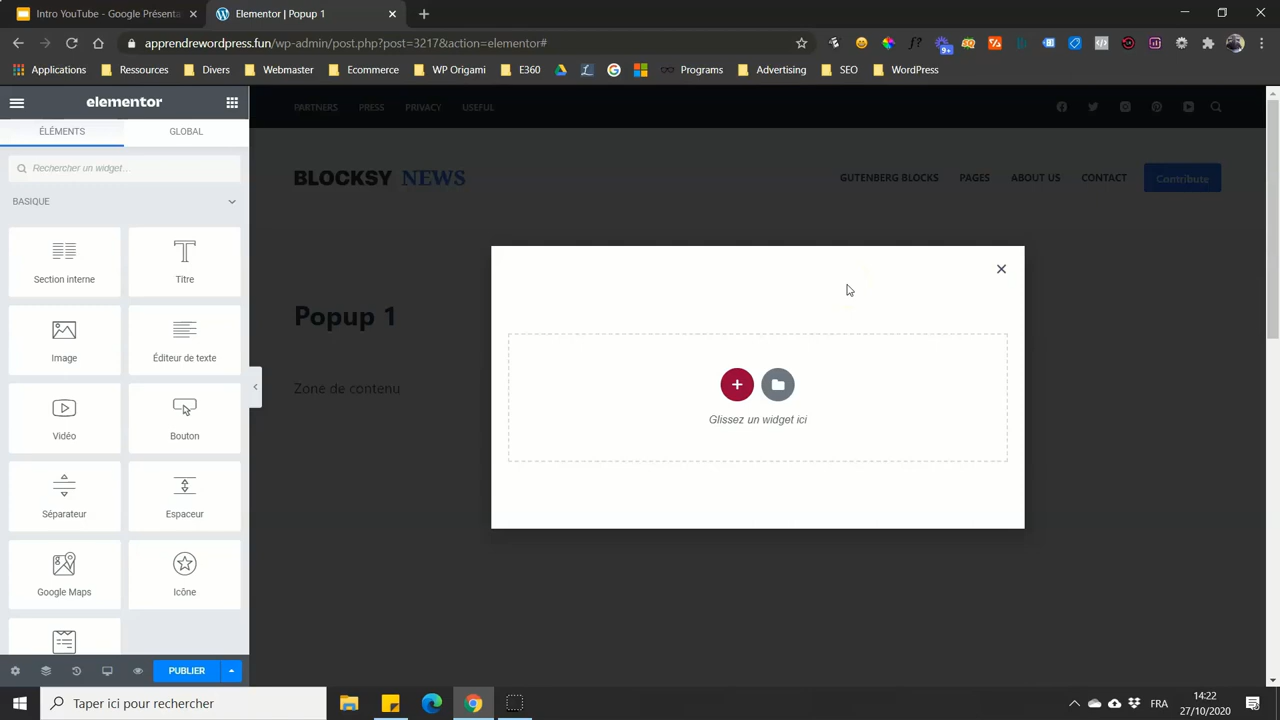 Intro YouTube - Google Présenta
Elementor | Popup 1
apprendrewordpress.fun/wp-admin/post.php?post=3217&action=elementor#
9+
Applications
Ressources
Divers
Webmaster
Ecommerce
WP Origami
E360
Programs
Advertising
SEO
WordPress
elementor
ÉLÉMENTS
GLOBAL
Rechercher un widget...
BASIQUE
Section interne
Titre
Image
Éditeur de texte
Vidéo
Bouton
Séparateur
Espaceur
Google Maps
Icône
PUBLIER
PARTNERS
PRESS
PRIVACY
USEFUL
BLOCKSY NEWS
GUTENBERG BLOCKS
PAGES
ABOUT US
CONTACT
Contribute
Popup 1
Zone de contenu
Glissez un widget ici
Taper ici pour rechercher
FRA
14:22
27/10/2020